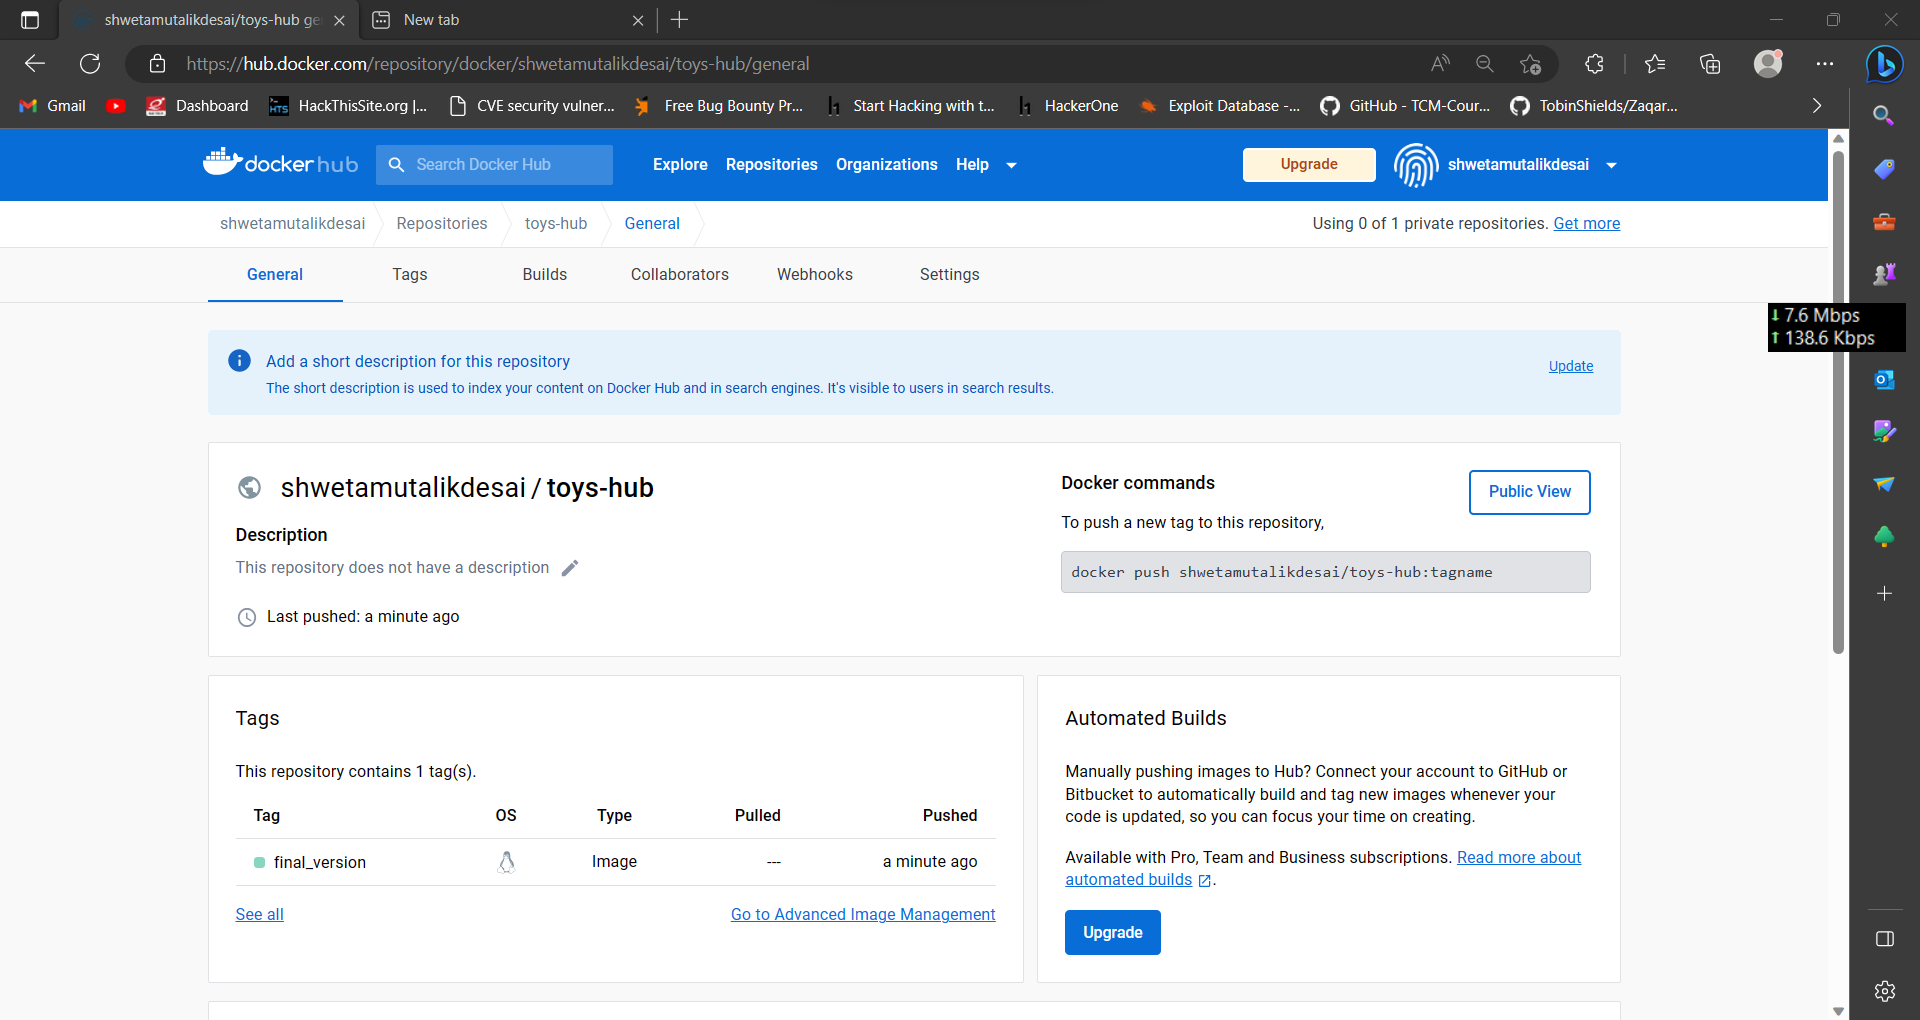 shwetamutalikdesai/toys-hub ge
New tab
https://hub.docker.com/repository/docker/shwetamutalikdesai/toys-hub/general
Gmail
Dashboard
HackThisSite.org |...
CVE security vulner...
Free Bug Bounty Pr...
Start Hacking with t...
HackerOne
Exploit Database -...
GitHub - TCM-Cour...
TobinShields/Zaqar...
docker hub
Search Docker Hub
Explore
Repositories
Organizations
Help
Upgrade
shwetamutalikdesai
shwetamutalikdesai
Repositories
toys-hub
General
Using 0 of 1 private repositories. Get more
General
Tags
Builds
Collaborators
Webhooks
Settings
7.6 Mbps
138.6 Kbps
Add a short description for this repository
The short description is used to index your content on Docker Hub and in search engines. It's visible to users in search results.
Update
shwetamutalikdesai / toys-hub
Description
This repository does not have a description
Last pushed: a minute ago
Docker commands
Public View
To push a new tag to this repository,
docker push shwetamutalikdesai/toys-hub:tagname
Tags
This repository contains 1 tag(s).
Tag OS Type Pulled Pushed
final_version Image --- a minute ago
See all
Go to Advanced Image Management
Automated Builds
Manually pushing images to Hub? Connect your account to GitHub or
Bitbucket to automatically build and tag new images whenever your
code is updated, so you can focus your time on creating.
Available with Pro, Team and Business subscriptions. Read more about
automated builds .
Upgrade